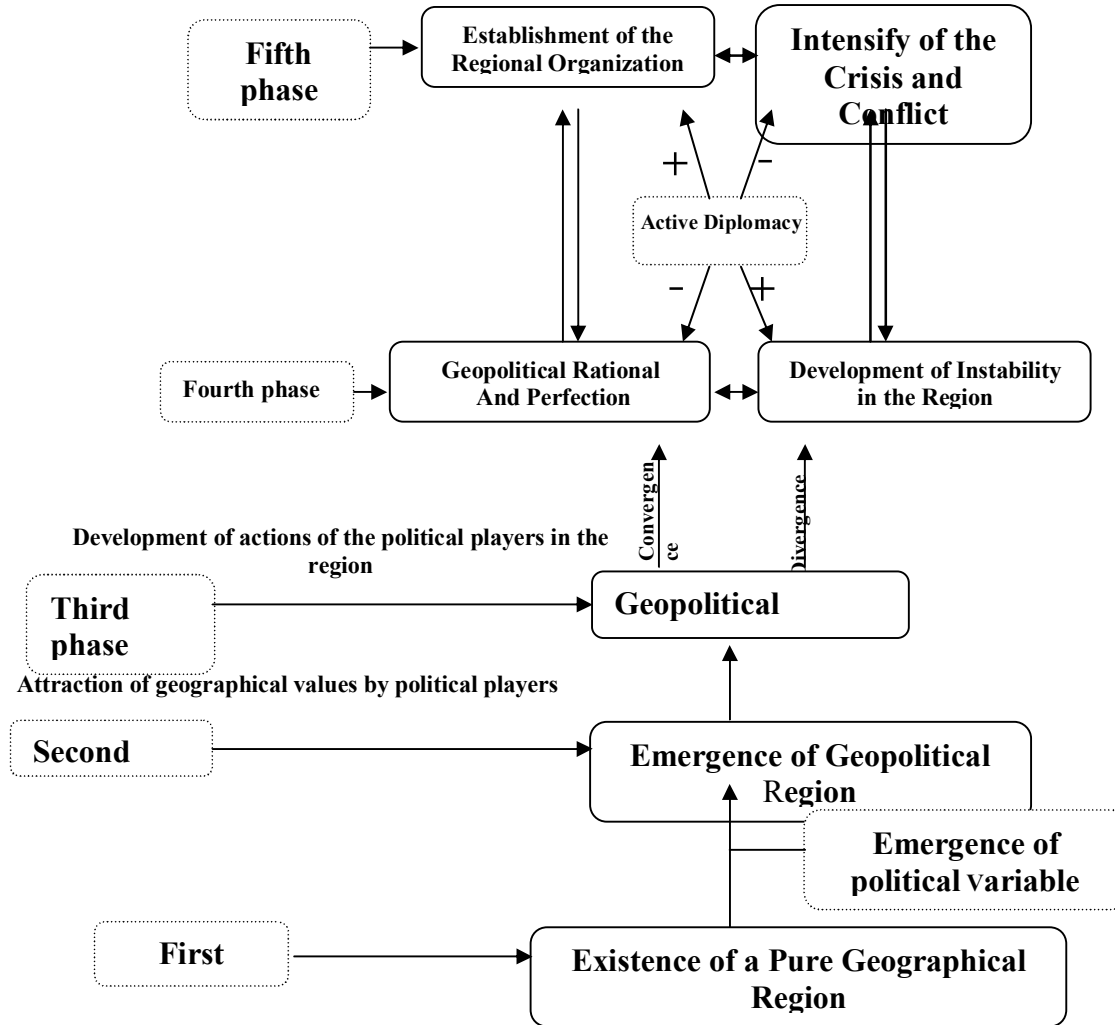 Fifth
phase
Establishment of the
Regional Organization
Intensify of the
Crisis and
Conflict
+
-
Active Diplomacy
-
+
Fourth phase
Geopolitical Rational
And Perfection
Development of Instability
in the Region
Convergen
ce
Divergence
Development of actions of the political players in the
region
Third
phase
Geopolitical
Attraction of geographical values by political players
Second
Emergence of Geopolitical
Region
Emergence of
political variable
First
Existence of a Pure Geographical
Region